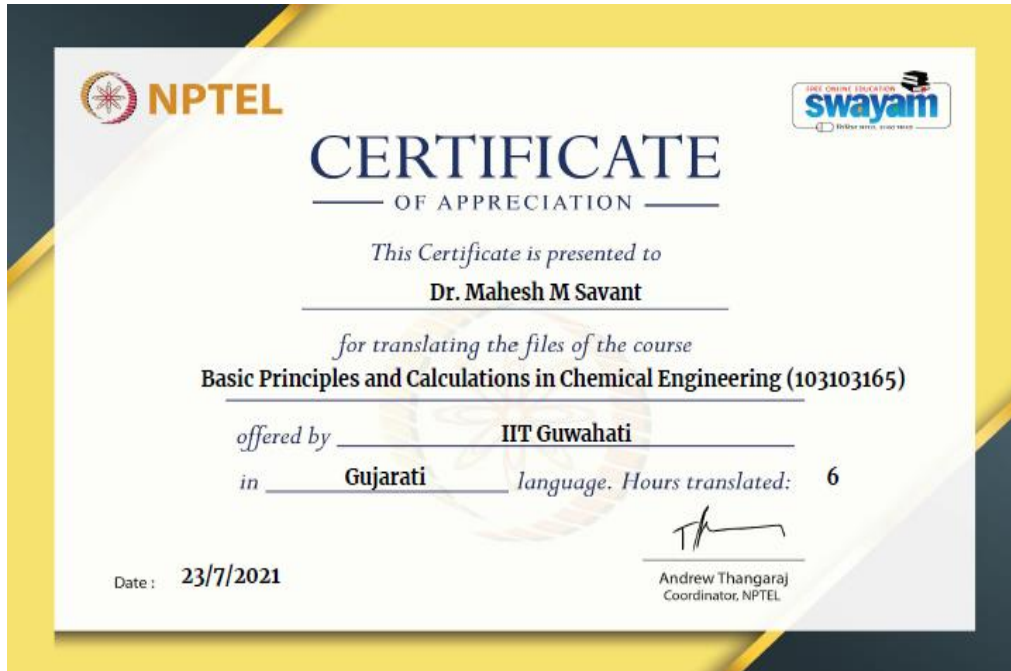 NPTEL
FREE ONLINE EDUCATION
swayam
CERTIFICATE
OF APPRECIATION
This Certificate is presented to
Dr. Mahesh M Savant
for translating the files of the course
Basic Principles and Calculations in Chemical Engineering (103103165)
offered by IIT Guwahati
in Gujarati language. Hours translated: 6
Andrew Thangaraj
Coordinator, NPTEL
Date : 23/7/2021